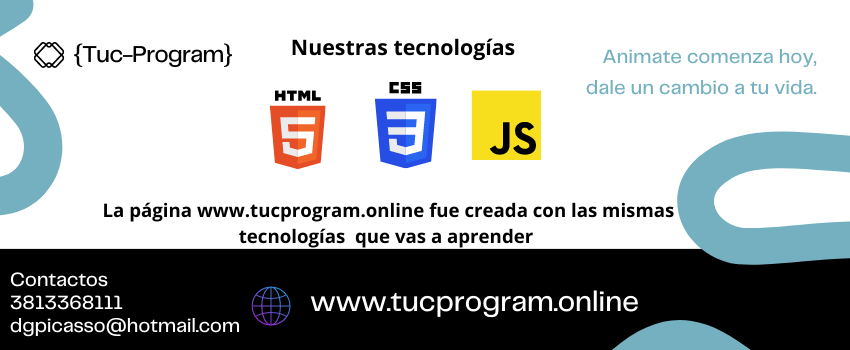 {Tuc-Program}
Nuestras tecnologías
Animate comenza hoy,
dale un cambio a tu vida.
HTML
5
CSS
3
JS
La página www.tucprogram.online fue creada con las mismas
tecnologías  que vas a aprender
Contactos
3813368111
dgpicasso@hotmail.com
www.tucprogram.online